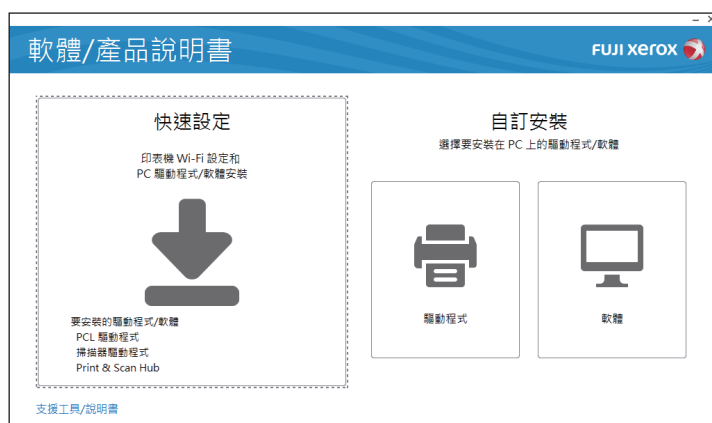 軟體/產品說明書
FUJI xerox
快速設定
印表機 Wi-Fi 設定和
PC 驅動程式/軟體安裝
要安裝的驅動程式/軟體
PCL 驅動程式
掃描器驅動程式
Print & Scan Hub
自訂安裝
選擇要安裝在 PC 上的驅動程式/軟體
驅動程式
軟體
支援工具/說明書